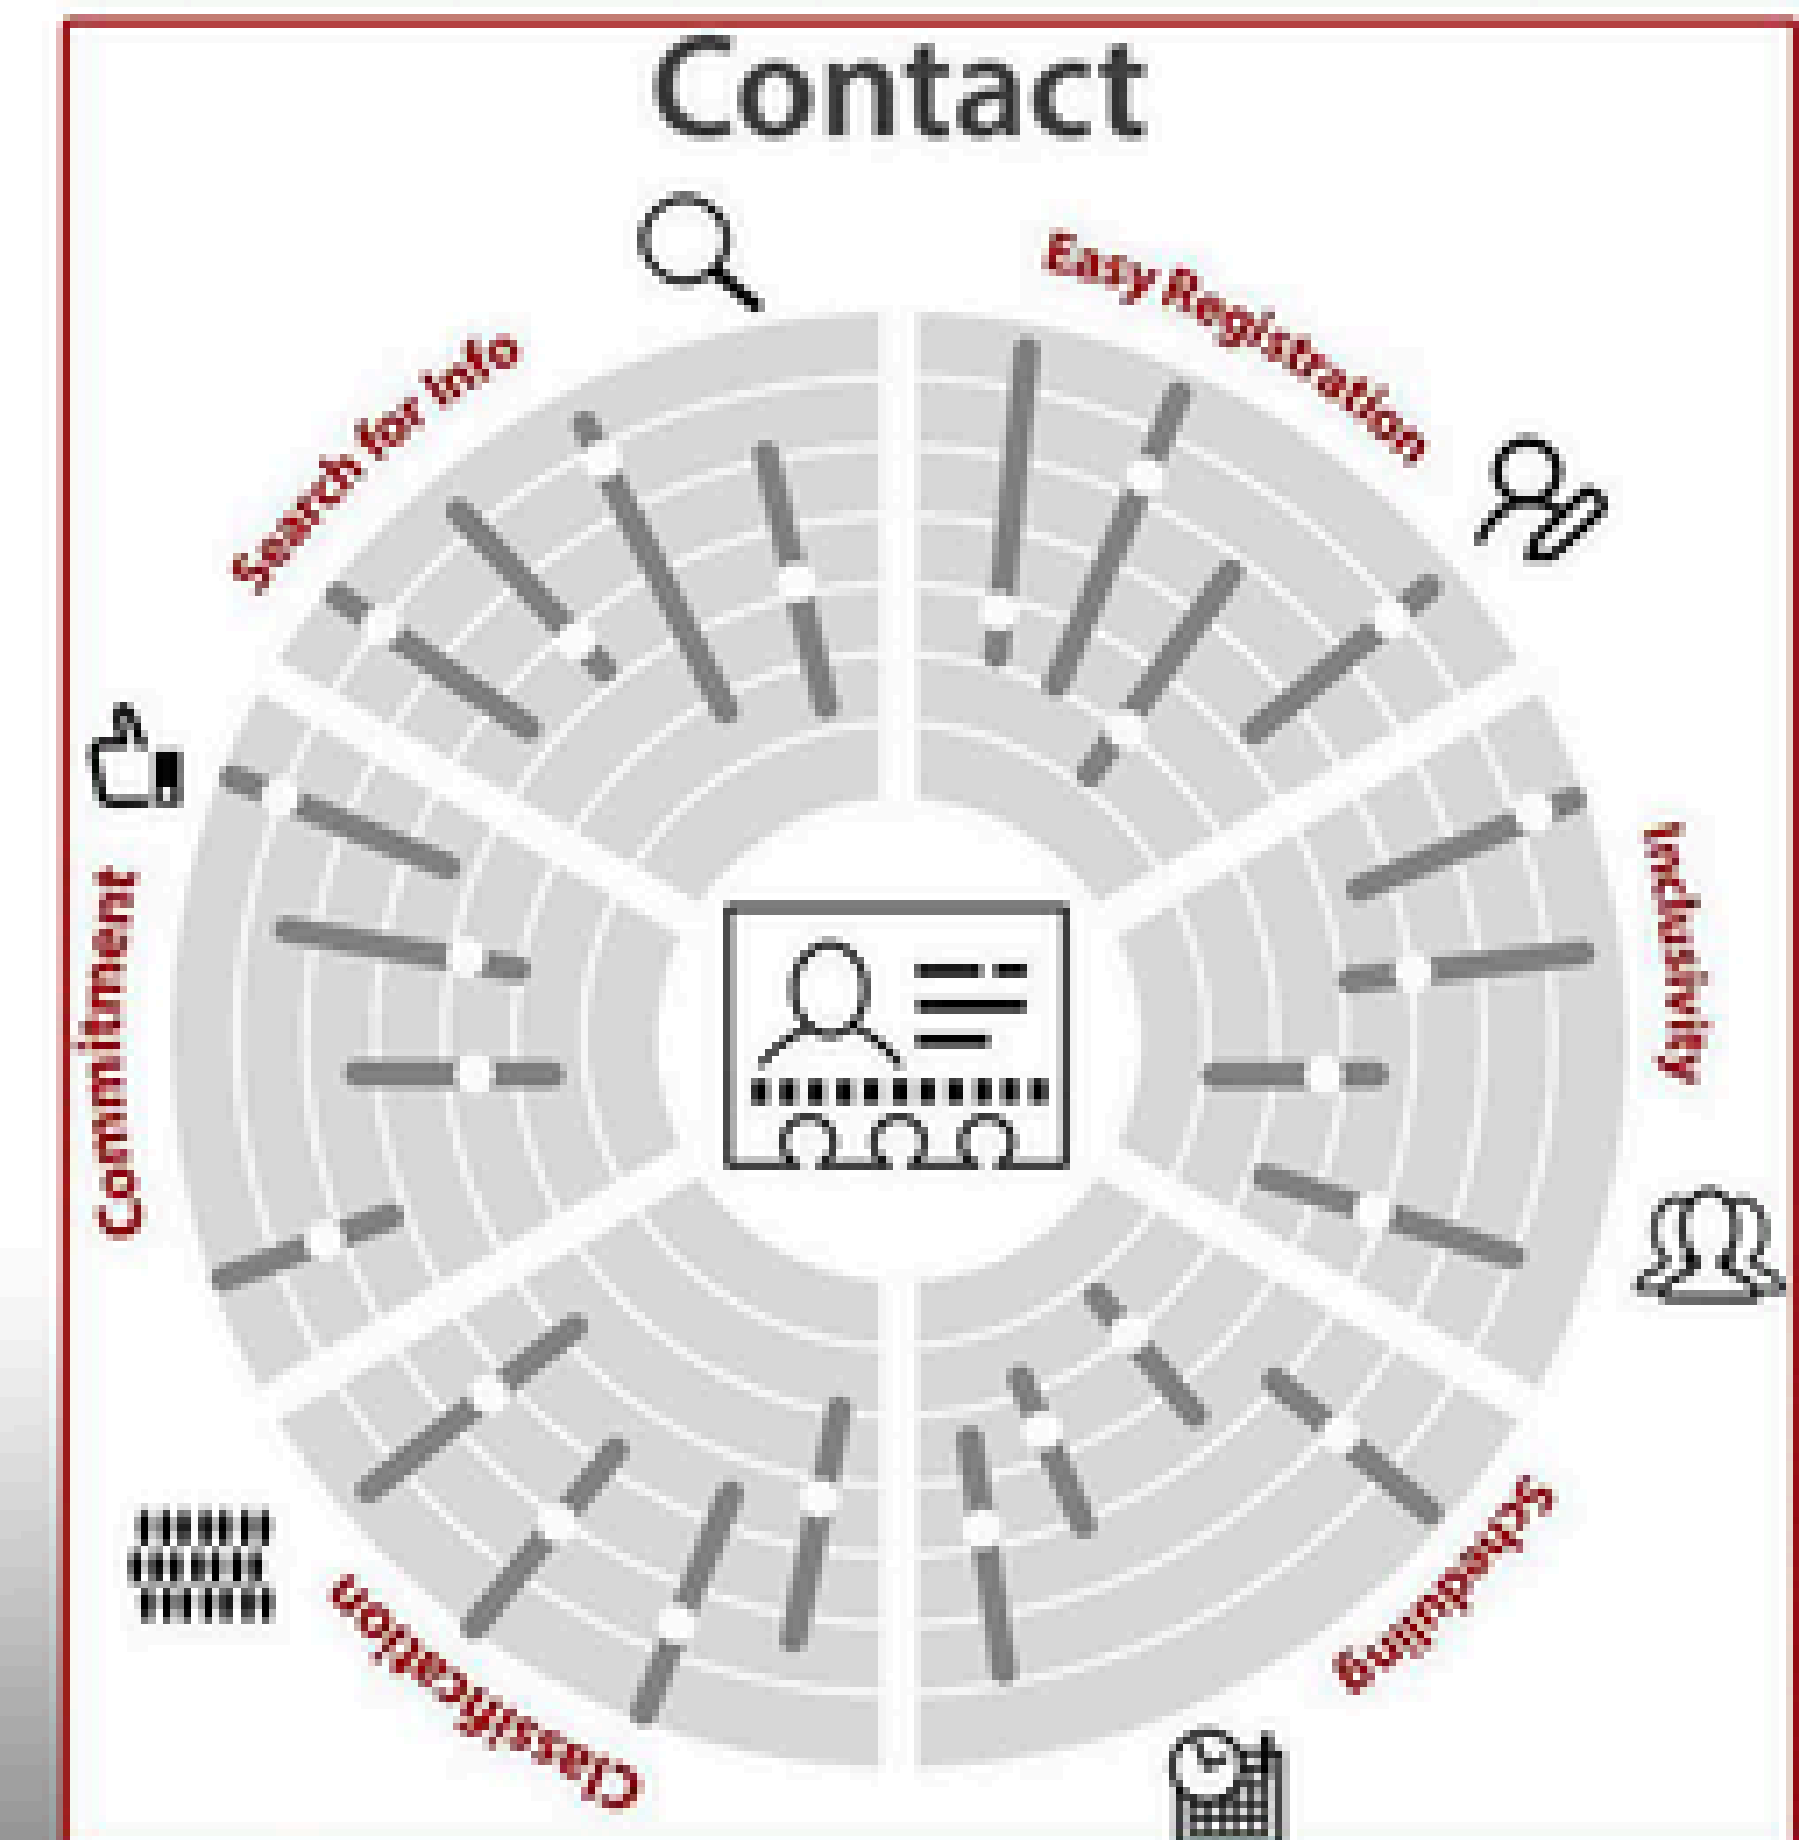 Contact
Easy Registration
Search for info
Inclusivity
Commitment
Scheduling
Classification